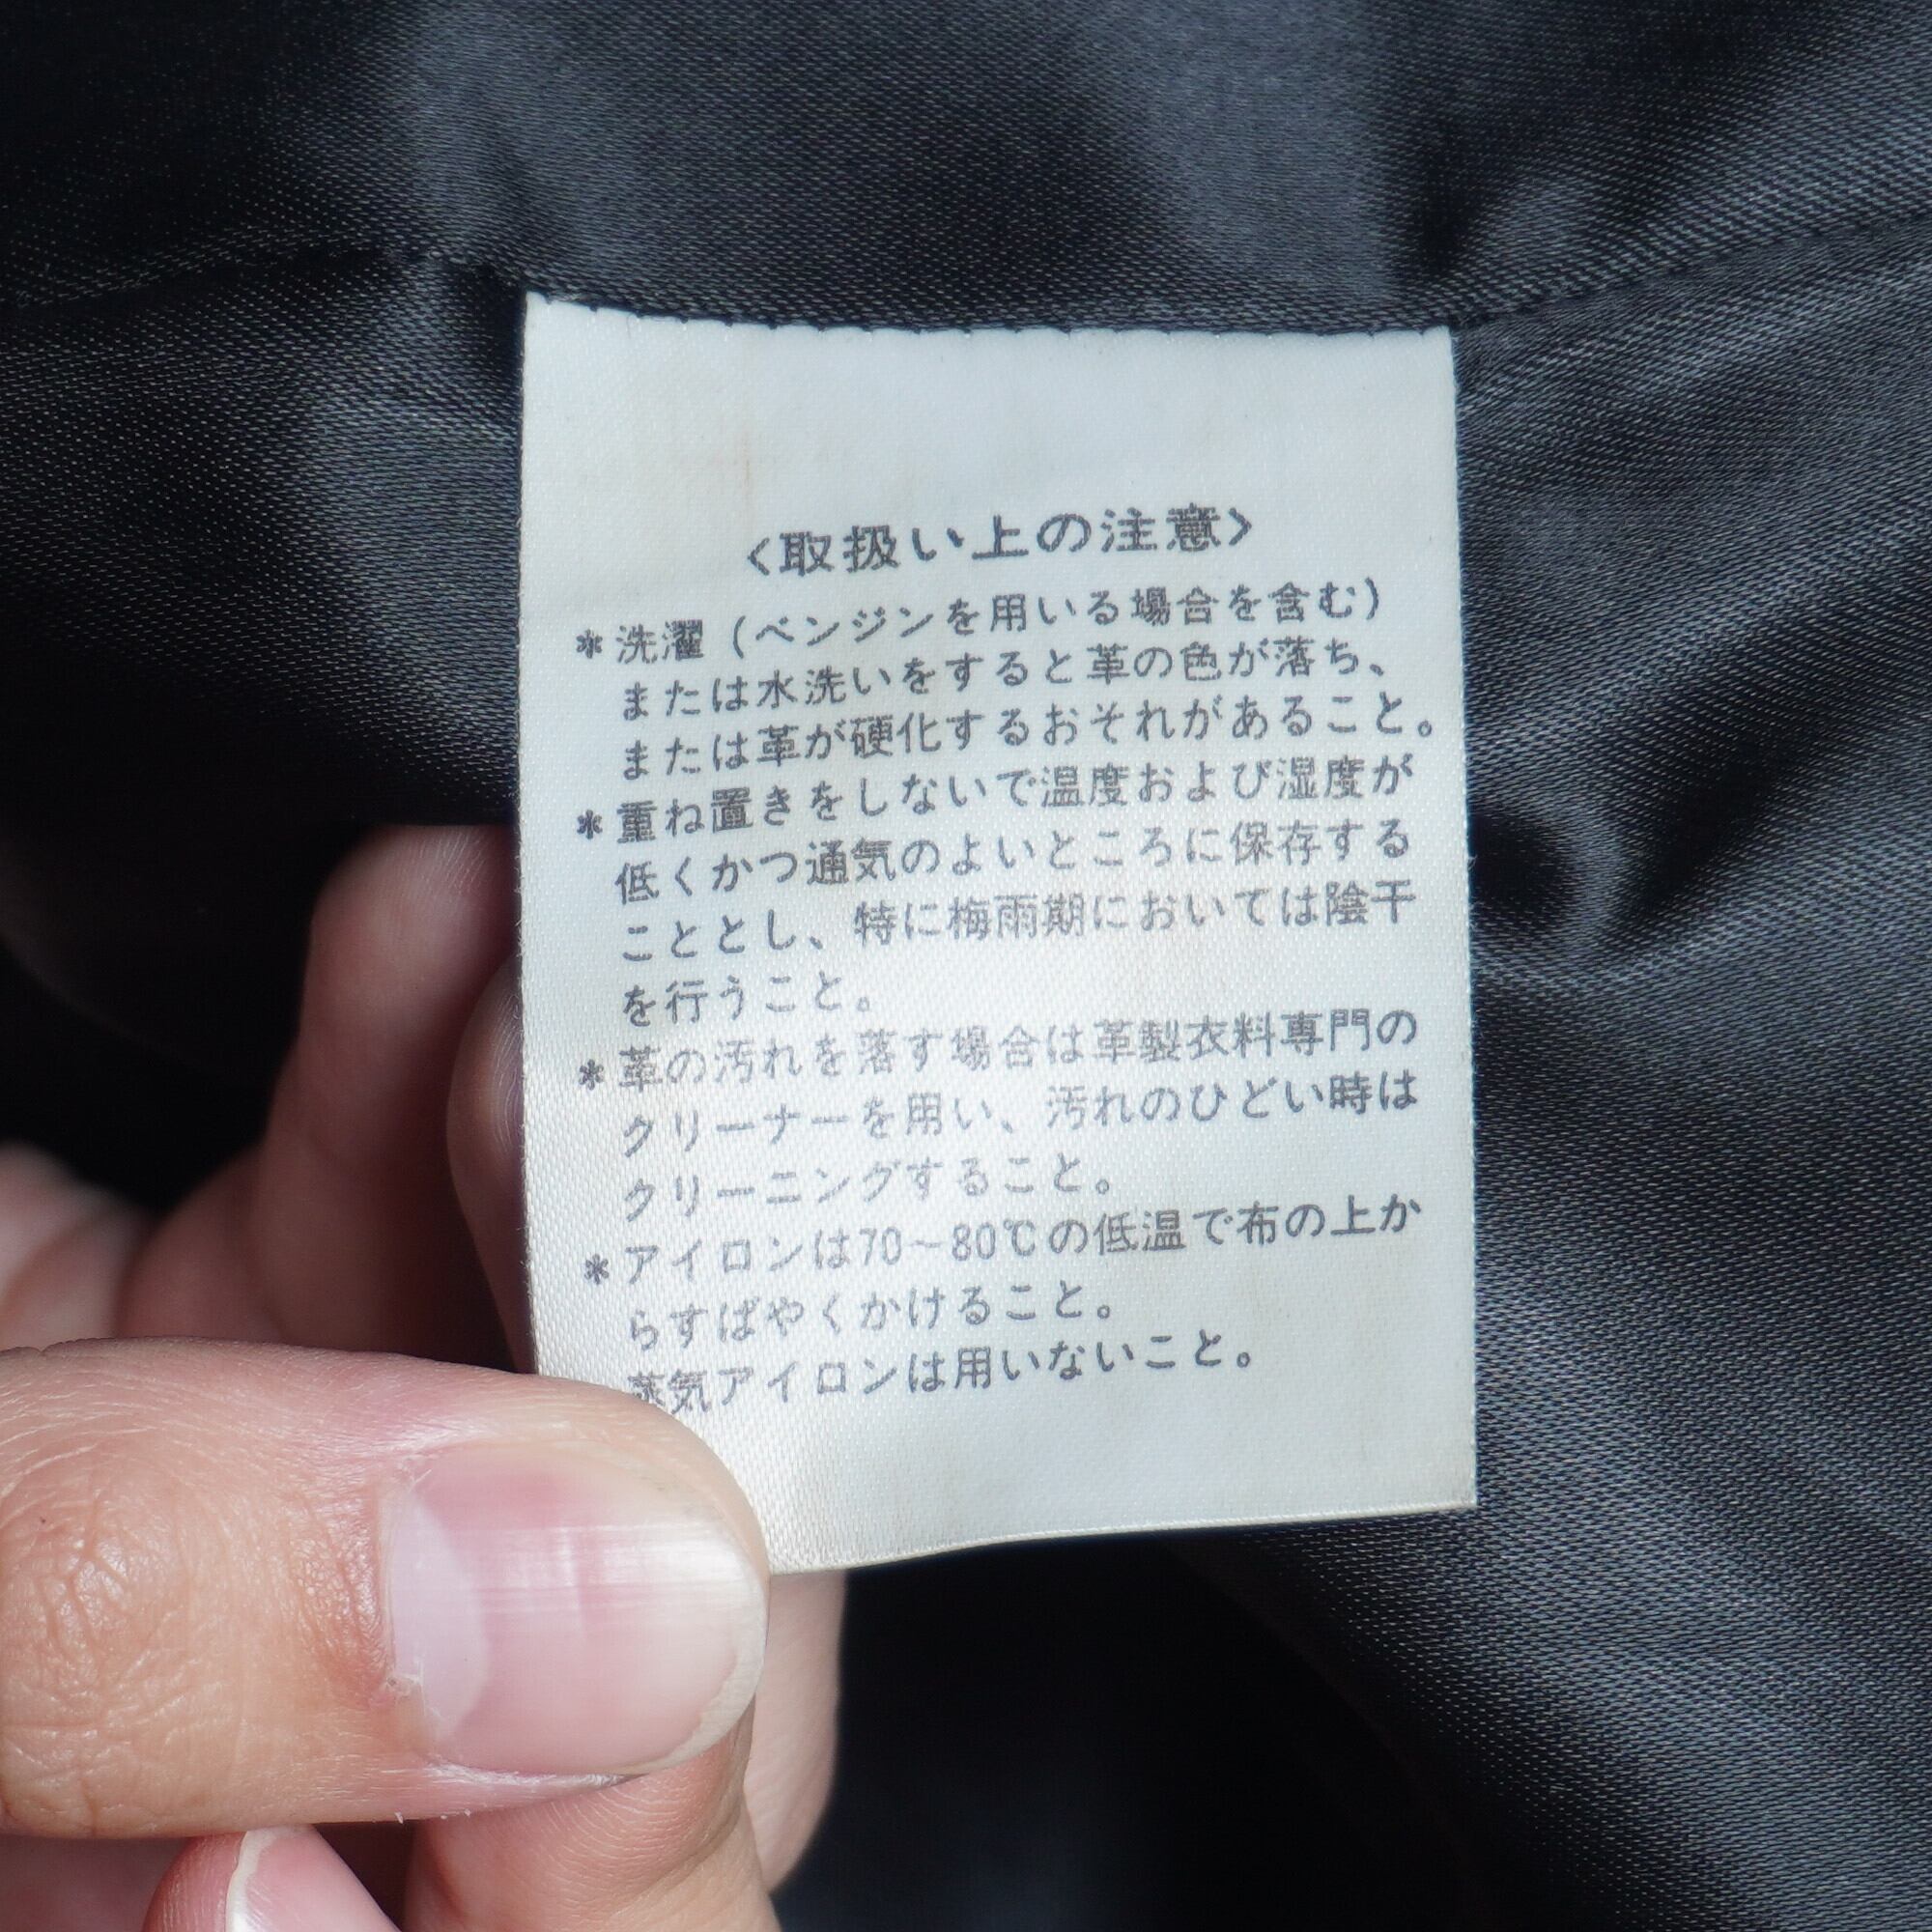 <取扱い上の注意>
*洗濯(ベンジンを用いる場合を含む)
または水洗いをすると革の色が落ち、
または革が硬化するおそれがあること。
*重ね置きをしないで温度および湿度が
低くかつ通気のよいところに保存する
こととし、特に梅雨期においては陰干
を行うこと。
*革の汚れを落す場合は革製衣料専門の
クリーナーを用い、汚れのひどい時は
クリーニングすること。
*アイロンは70~80℃の低温で布の上か
らすばやくかけること。
蒸気アイロンは用いないこと。